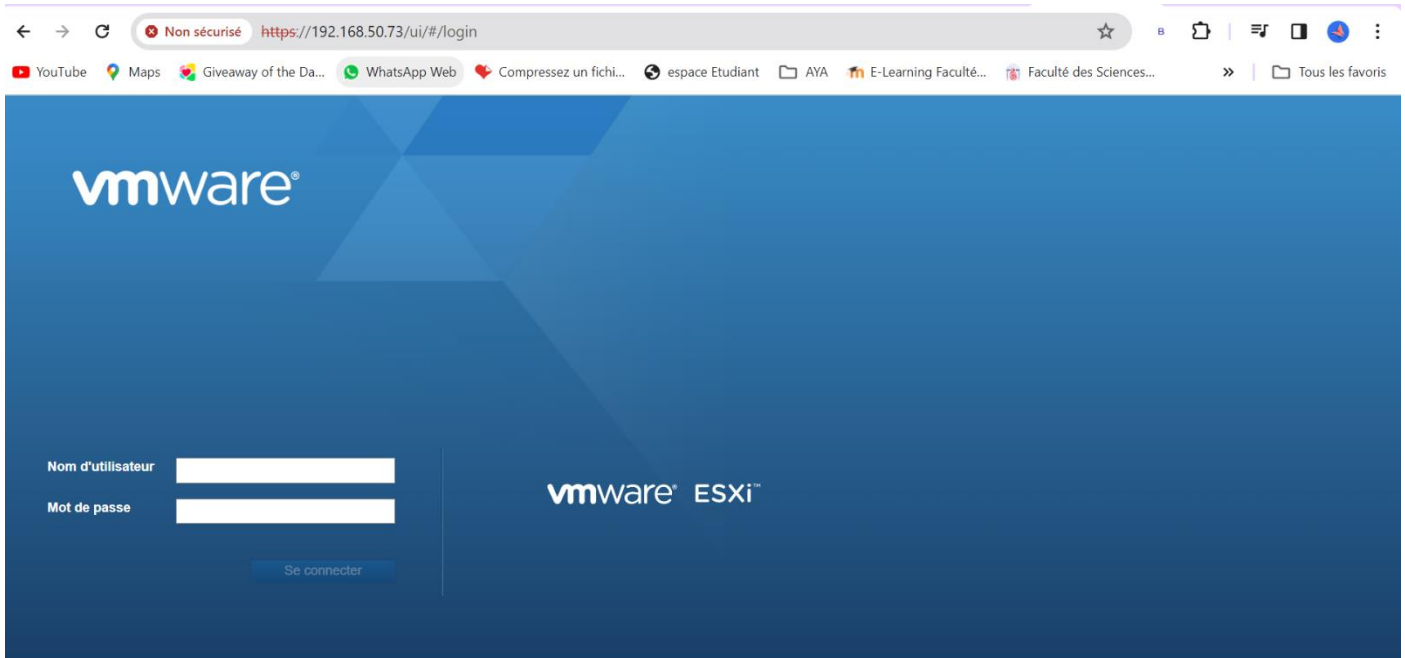 Non sécurisé https://192.168.50.73/ui/#/login B
YouTube Maps Giveaway of the Da... WhatsApp Web Compressez un fichi... espace Etudiant AYA E-Learning Faculté... Faculté des Sciences... » Tous les favoris
vmware®
Nom d'utilisateur
Mot de passe
vmware® ESXi™
Se connecter